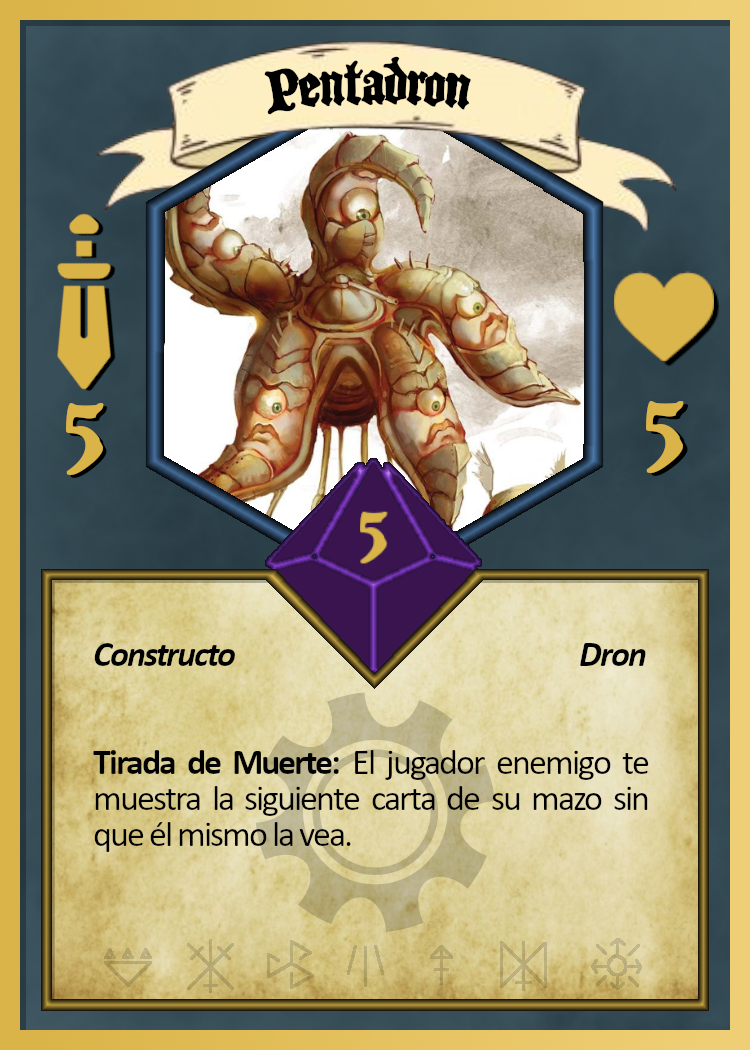 Pentadron
5
5
5
Constructo
Dron
Tirada de Muerte: El jugador enemigo te
muestra la siguiente carta de su mazo sin
que él mismo la vea.